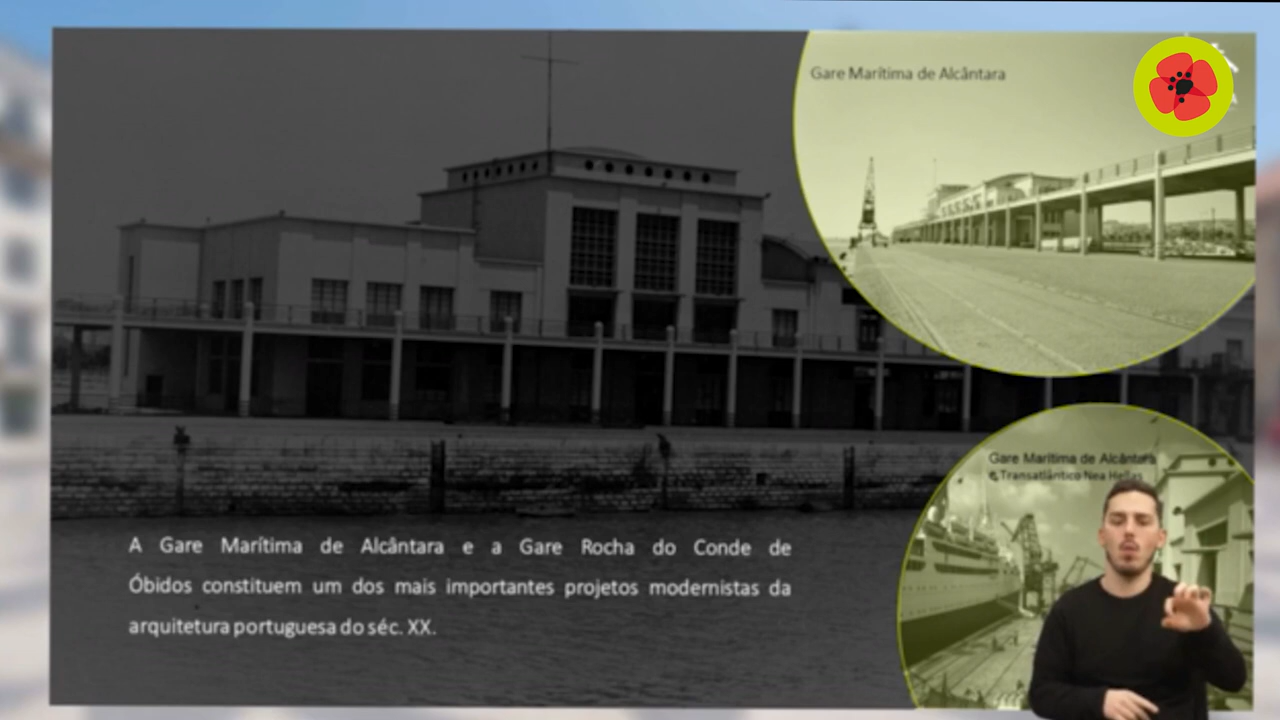 Gare Marítima de Alcântara
Gare Marítima de Alcântara
e Transatlântico Nea Hellas
A Gare Marítima de Alcântara e a Gare Rocha do Conde de
Óbidos constituem um dos mais importantes projetos modernistas da
arquitetura portuguesa do séc. XX.